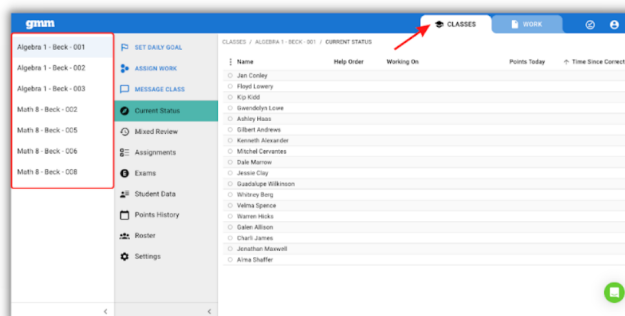 gmm
CLASSES
WORK
Algebra 1 - Beck - 001
Algebra 1 - Beck - 002
Algebra 1 - Beck - 003
Math 8 - Beck - 002
Math 8 - Beck - 005
Math 8 - Beck - 006
Math 8 - Beck - 008
SET DAILY GOAL
ASSIGN WORK
MESSAGE CLASS
Current Status
Mixed Review
Assignments
Exams
Student Data
Points History
Roster
Settings
CLASSES / ALGEBRA 1 - BECK - 001 / CURRENT STATUS
Name Help Order Working On Points Today Time Since Correct
Jan Conley
Floyd Lowery
Kip Kidd
Gwendolyn Lowe
Ashley Haas
Gilbert Andrews
Kenneth Alexander
Mitchel Cervantes
Dale Marrow
Jessie Clay
Guadalupe Wilkinson
Whitney Berg
Velma Spence
Warren Hicks
Galen Allison
Charli James
Jonathan Maxwell
Alma Shaffer